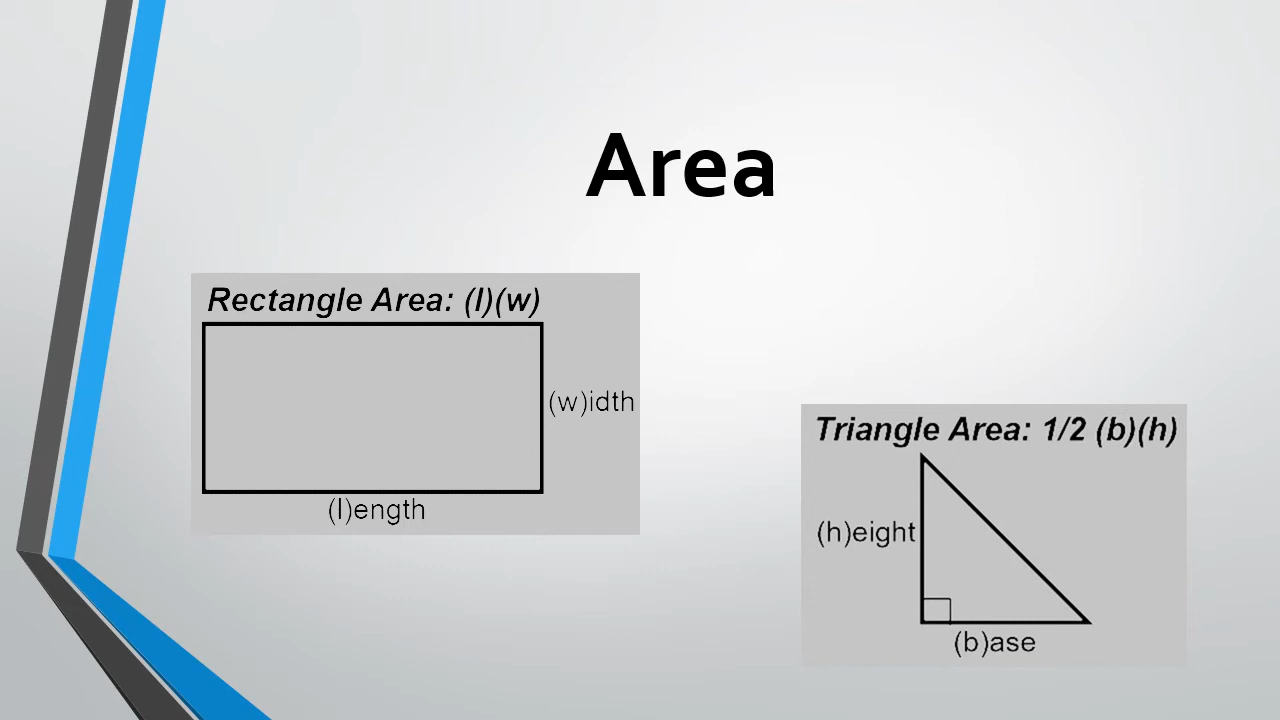 Area
Rectangle Area: (l)(w)
(w)idth
(l)ength
Triangle Area: 1/2 (b)(h)
(h)eight
(b)ase